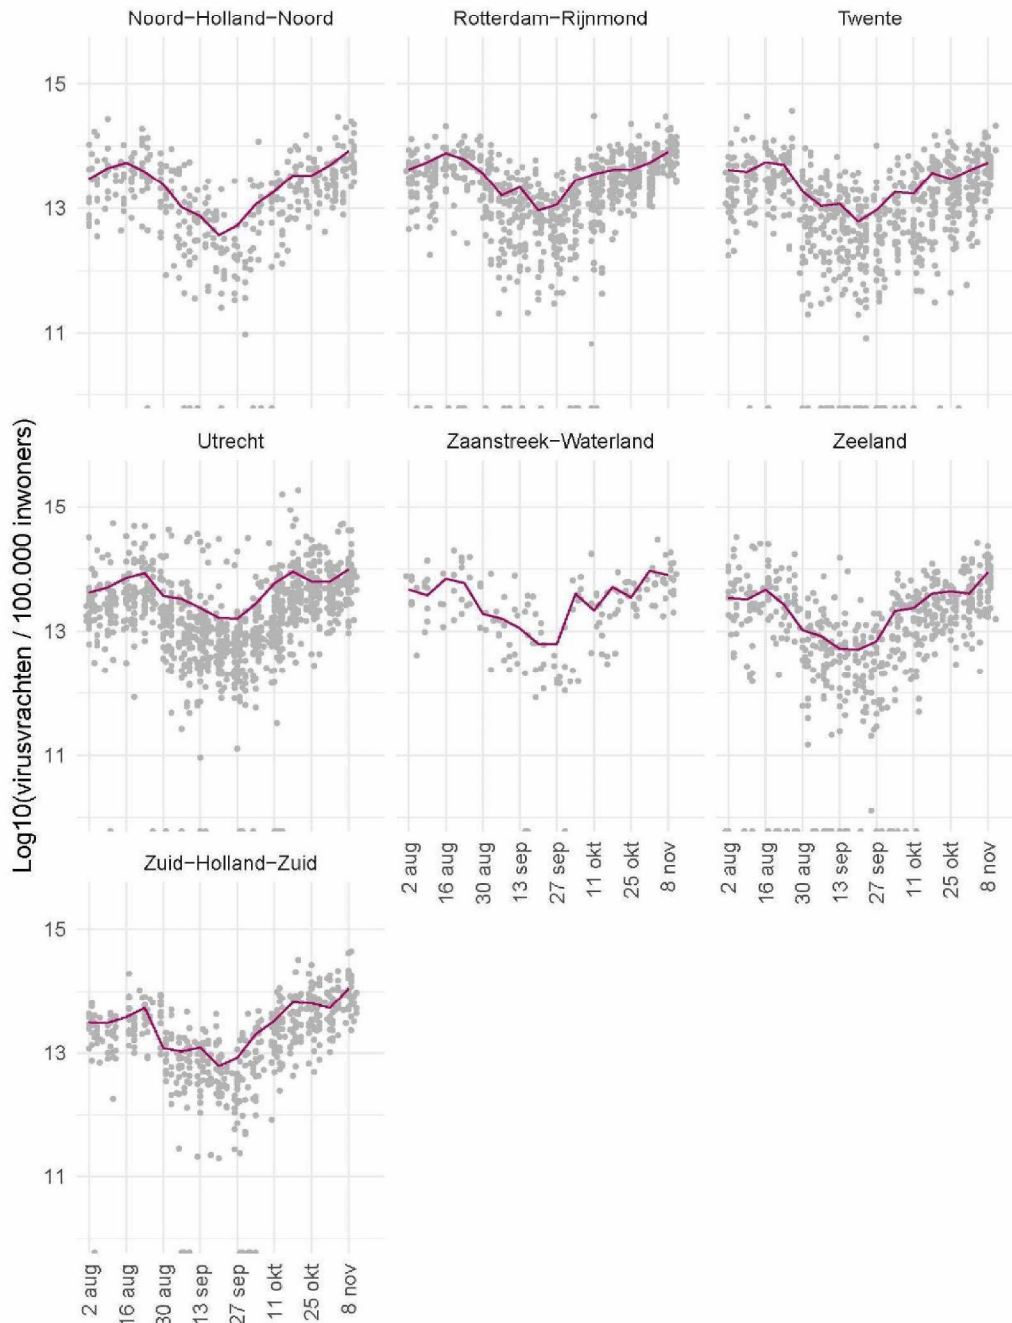 Noord-Holland-Noord
Rotterdam-Rijnmond
Twente
15
13
11
Log10(virusvrachten / 100.000 inwoners)
Utrecht
Zaanstreek-Waterland
Zeeland
15
13
11
2 aug
16 aug
30 aug
13 sep
27 sep
11 okt
25 okt
8 nov
2 aug
16 aug
30 aug
13 sep
27 sep
11 okt
25 okt
8 nov
Zuid-Holland-Zuid
15
13
11
2 aug
16 aug
30 aug
13 sep
27 sep
11 okt
25 okt
8 nov